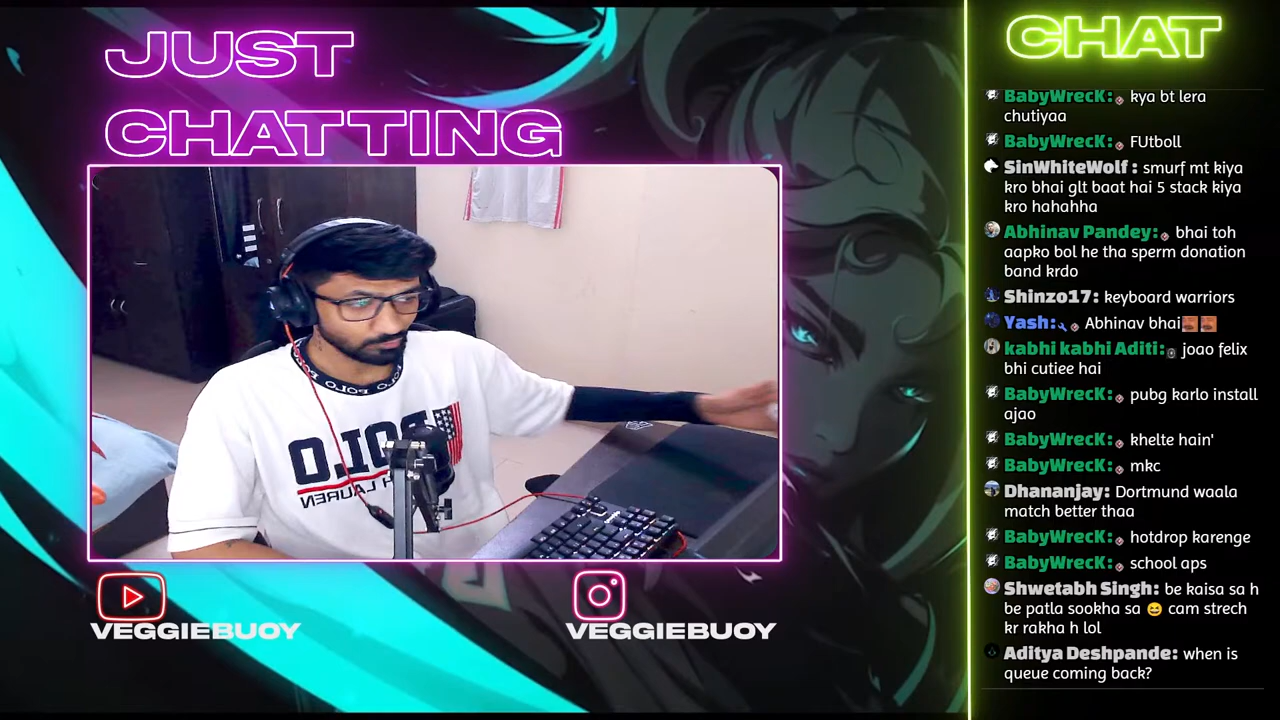 JUST
CHATTING
CHAT
BabyWrecK: kya bt lera
chutiyaa
BabyWrecK: FUtboll
SinWhiteWolf : smurf mt kiya
kro bhai glt baat hai 5 stack kiya
kro hahahha
Abhinav Pandey: bhai toh
aapko bol he tha sperm donation
band krdo
Shinzo17: keyboard warriors
Yash: Abhinav bhai
kabhi kabhi Aditi: joao felix
bhi cutiee hai
BabyWrecK: pubg karlo install
ajao
BabyWrecK: khelte hain'
BabyWrecK: mkc
Dhananjay: Dortmund waala
match better thaa
BabyWrecK: hotdrop karenge
BabyWrecK: school aps
Shwetabh Singh: be kaisa sa h
be patla sookha sa 😆 cam strech
kr rakha h lol
Aditya Deshpande: when is
queue coming back?
POLO POLO
POLO
LAUREN
VEGGIEBUOY
VEGGIEBUOY